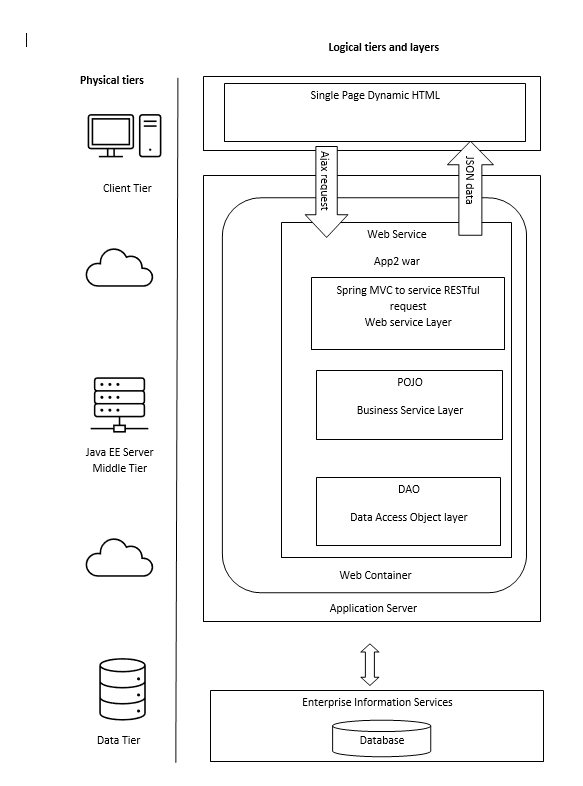 Logical tiers and layers
Physical tiers
Single Page Dynamic HTML
Client Tier
Ajax request
JSON data
Web Service
App2 war
Spring MVC to service RESTful
request
Web service Layer
POJO
Business Service Layer
Java EE Server
Middle Tier
DAO
Data Access Object layer
Web Container
Application Server
Enterprise Information Services
Database
Data Tier